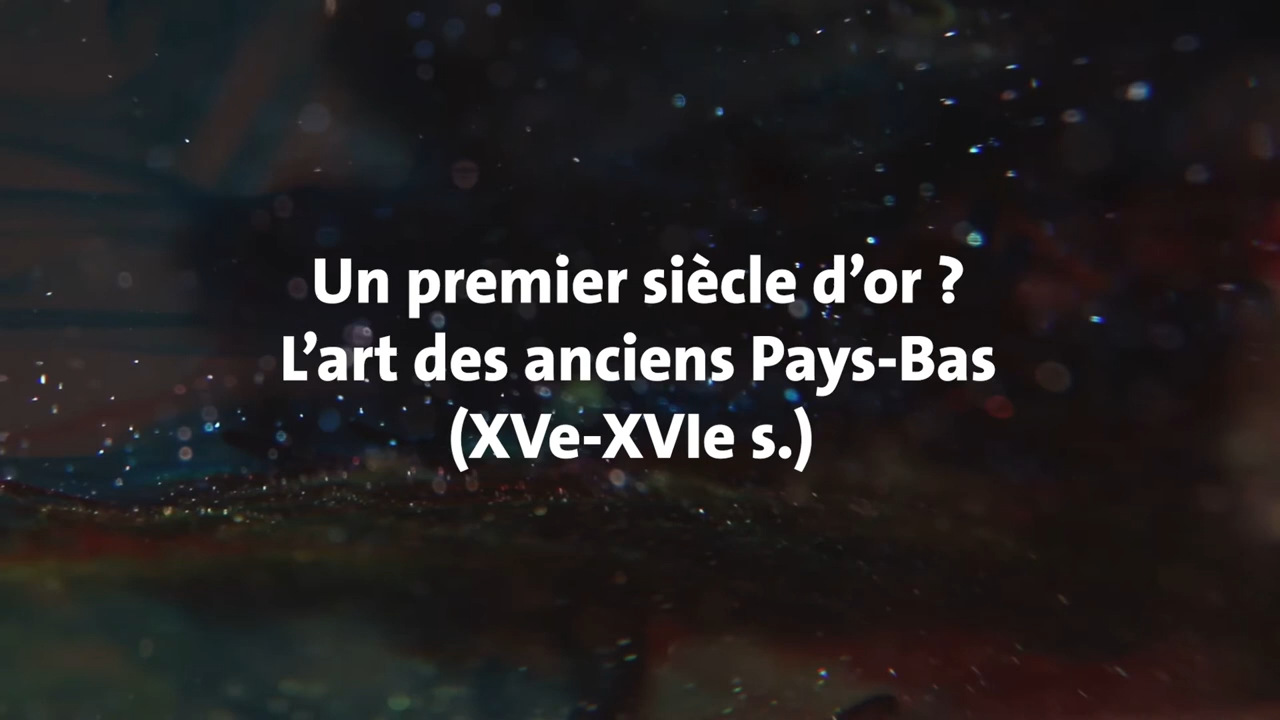 Un premier siècle d’or ?
L’art des anciens Pays-Bas
(XVe-XVIe s.)